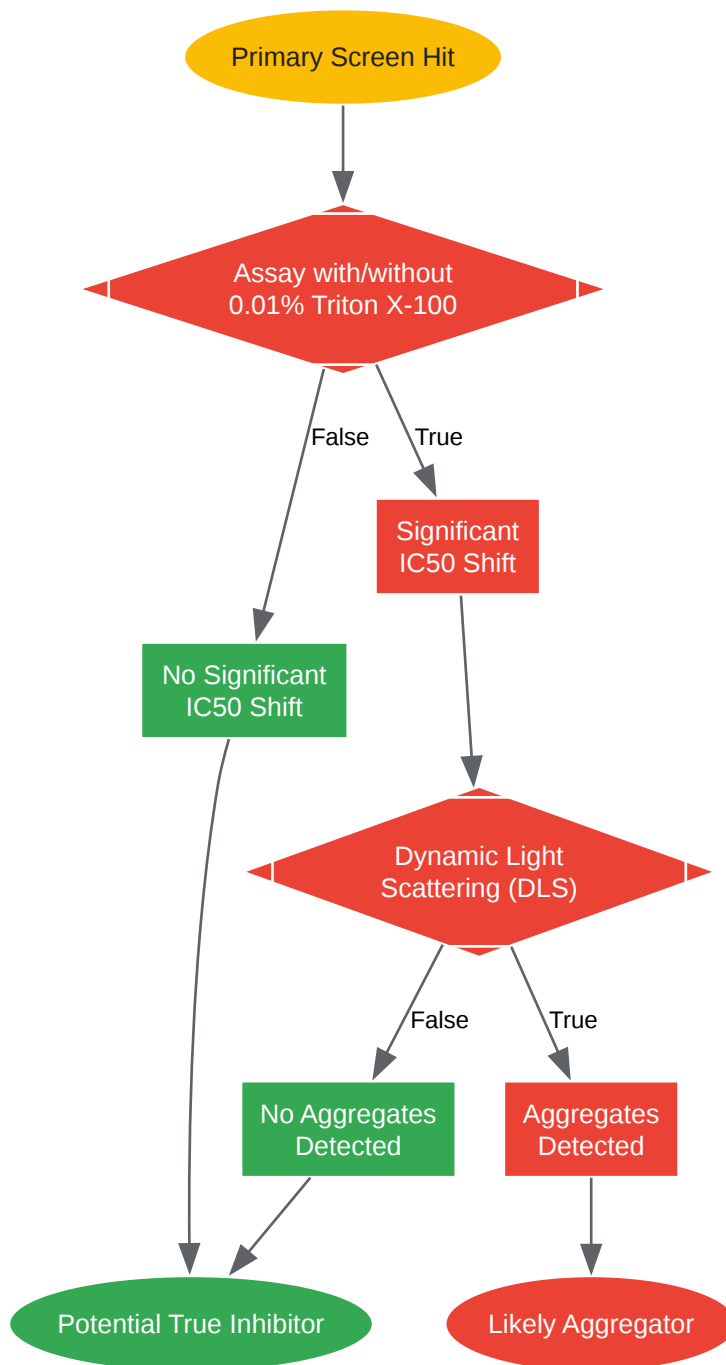 Primary Screen Hit
Assay with/without
0.01% Triton X-100
False
True
Significant
IC50 Shift
No Significant
IC50 Shift
Dynamic Light
Scattering (DLS)
False
True
No Aggregates
Detected
Aggregates
Detected
Potential True Inhibitor
Likely Aggregator